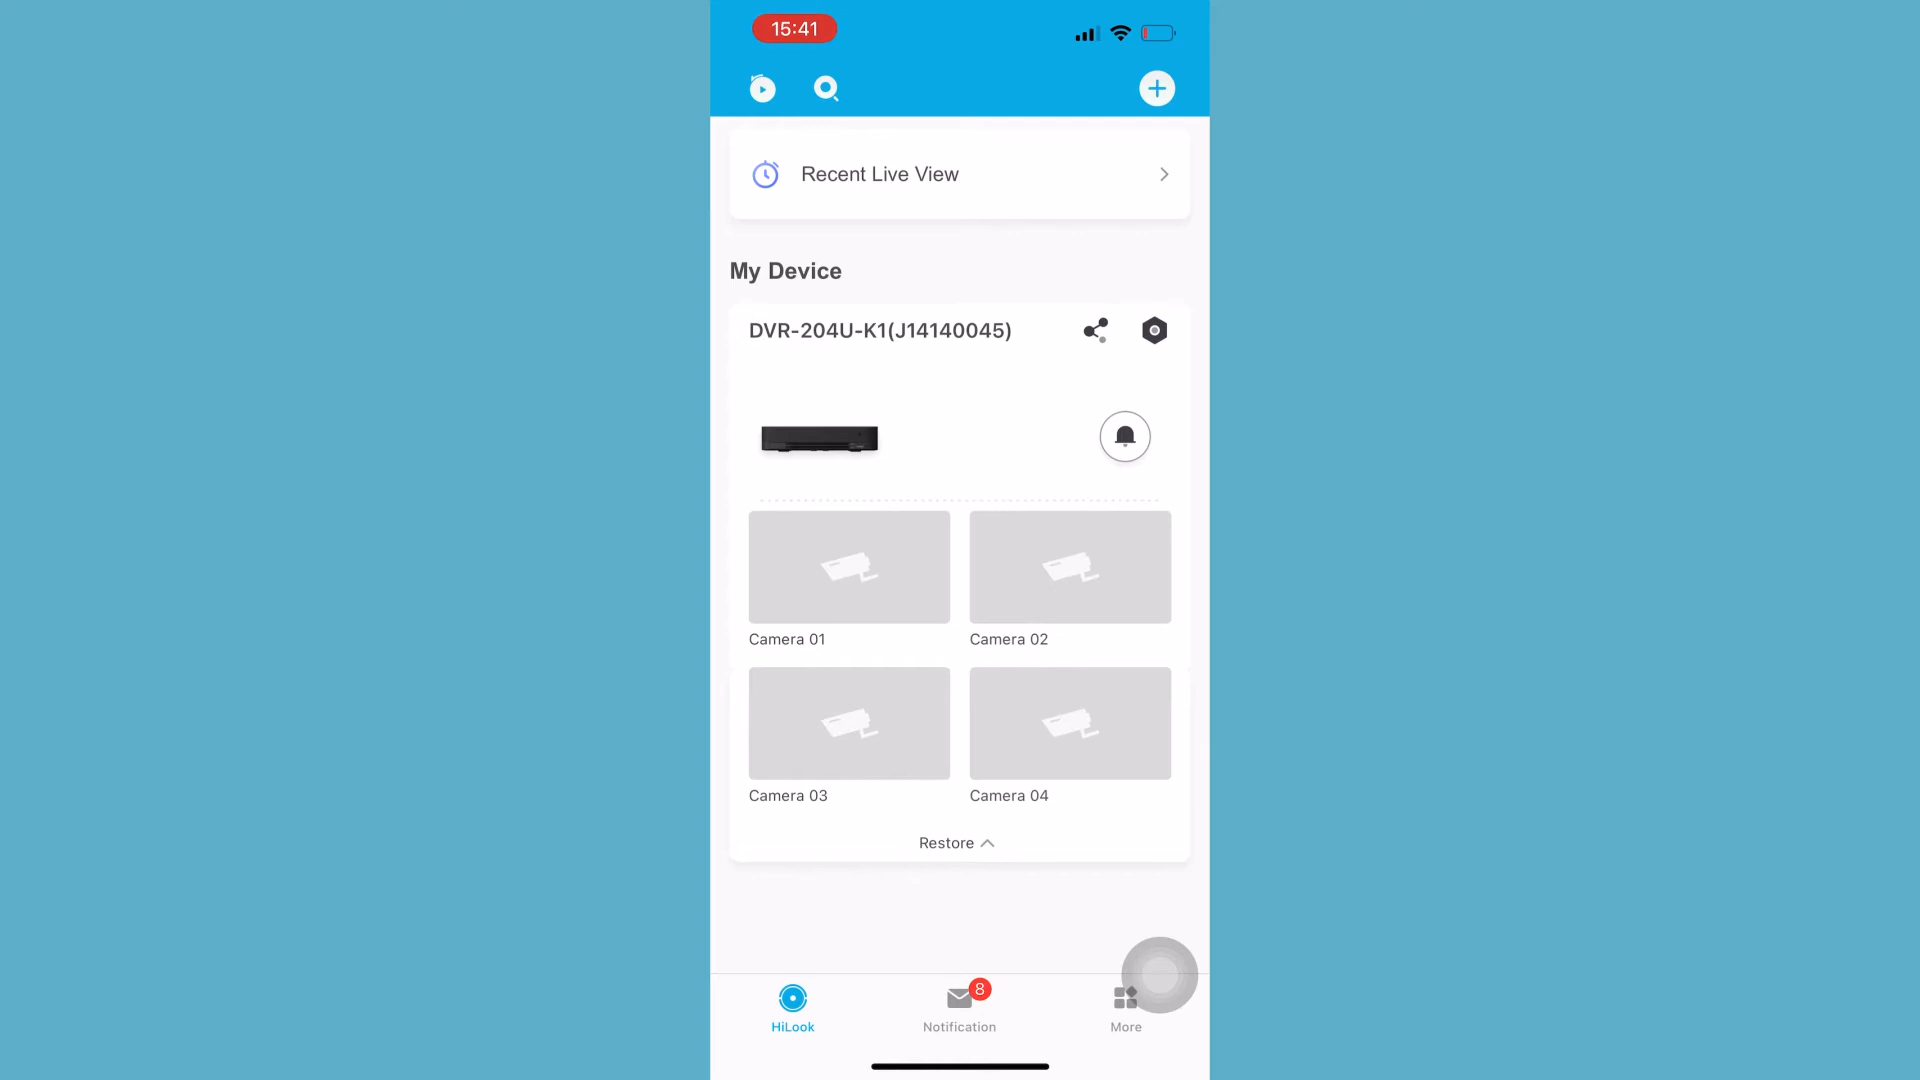 15:41
Recent Live View
My Device
DVR-204U-K1(J14140045)
Camera 01
Camera 02
Camera 03
Camera 04
Restore
8
HiLook
Notification
More